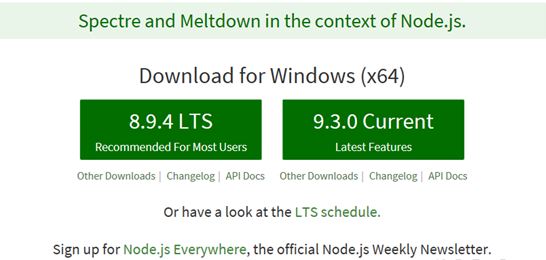 Spectre and Meltdown in the context of Node.js.
Download for Windows (x64)
8.9.4 LTS
Recommended For Most Users
9.3.0 Current
Latest Features
Other Downloads | Changelog | API Docs
Other Downloads | Changelog | API Docs
Or have a look at the LTS schedule.
Sign up for Node.js Everywhere, the official Node.js Weekly Newsletter.